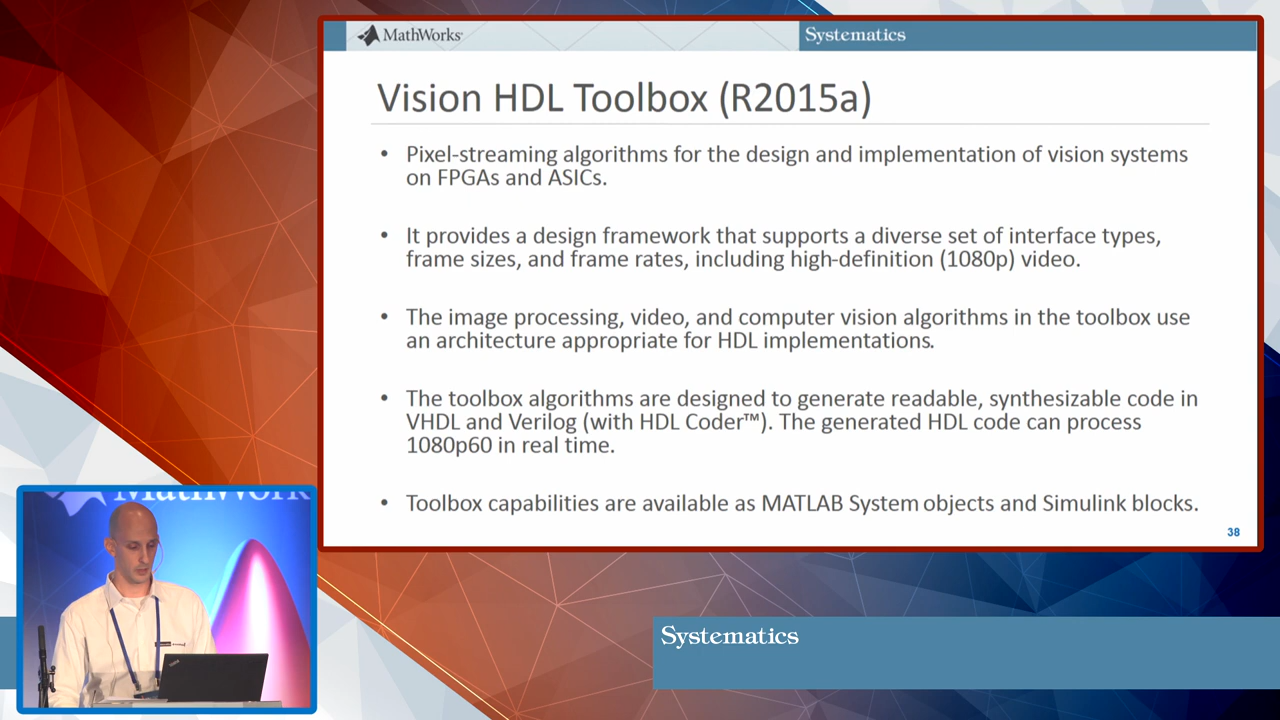 MathWorks
Systematics
Vision HDL Toolbox (R2015a)
• Pixel-streaming algorithms for the design and implementation of vision systems
on FPGAs and ASICs.
• It provides a design framework that supports a diverse set of interface types,
frame sizes, and frame rates, including high-definition (1080p) video.
• The image processing, video, and computer vision algorithms in the toolbox use
an architecture appropriate for HDL implementations.
• The toolbox algorithms are designed to generate readable, synthesizable code in
VHDL and Verilog (with HDL Coder™). The generated HDL code can process
1080p60 in real time.
• Toolbox capabilities are available as MATLAB System objects and Simulink blocks.
38
MathWork
Systematics